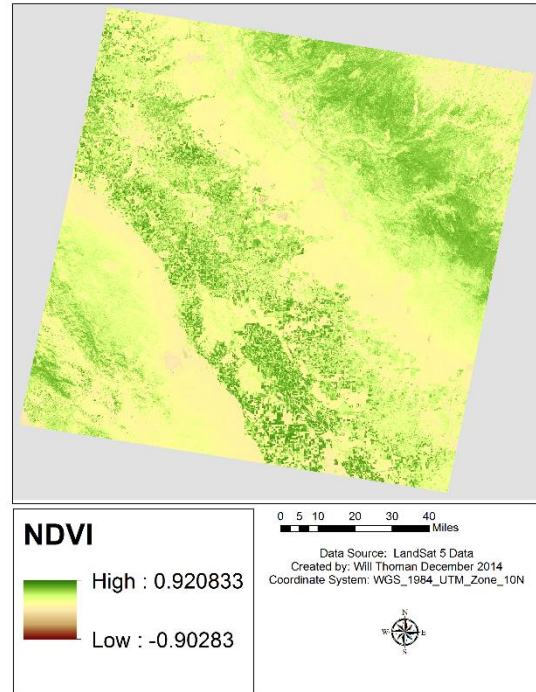 NDVI
High : 0.920833
Low : -0.90283
0 5 10 20 30 40
Miles
Data Source: LandSat 5 Data
Created by: Will Thoman December 2014
Coordinate System: WGS_1984_UTM_Zone_10N
N
W E
S